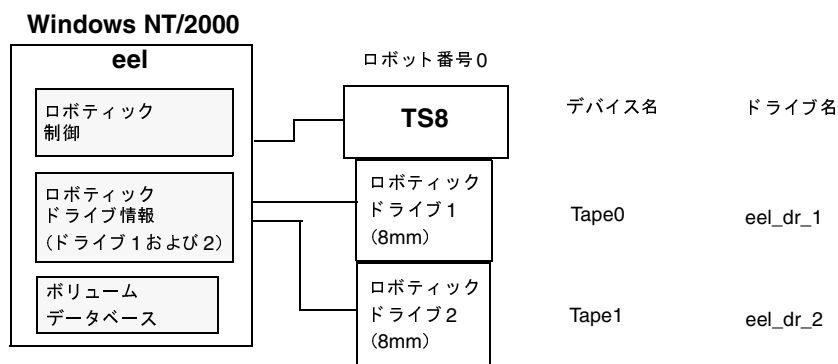 Windows NT/2000
eel
ロボット番号0
ロボティック
制御
TS8
デバイス名
ドライブ名
ロボティック
ドライブ情報
(ドライブ1および2)
ロボティック
ドライブ1
(8mm)
Tape0
eel_dr_1
ボリューム
データベース
ロボティック
ドライブ2
(8mm)
Tape1
eel_dr_2